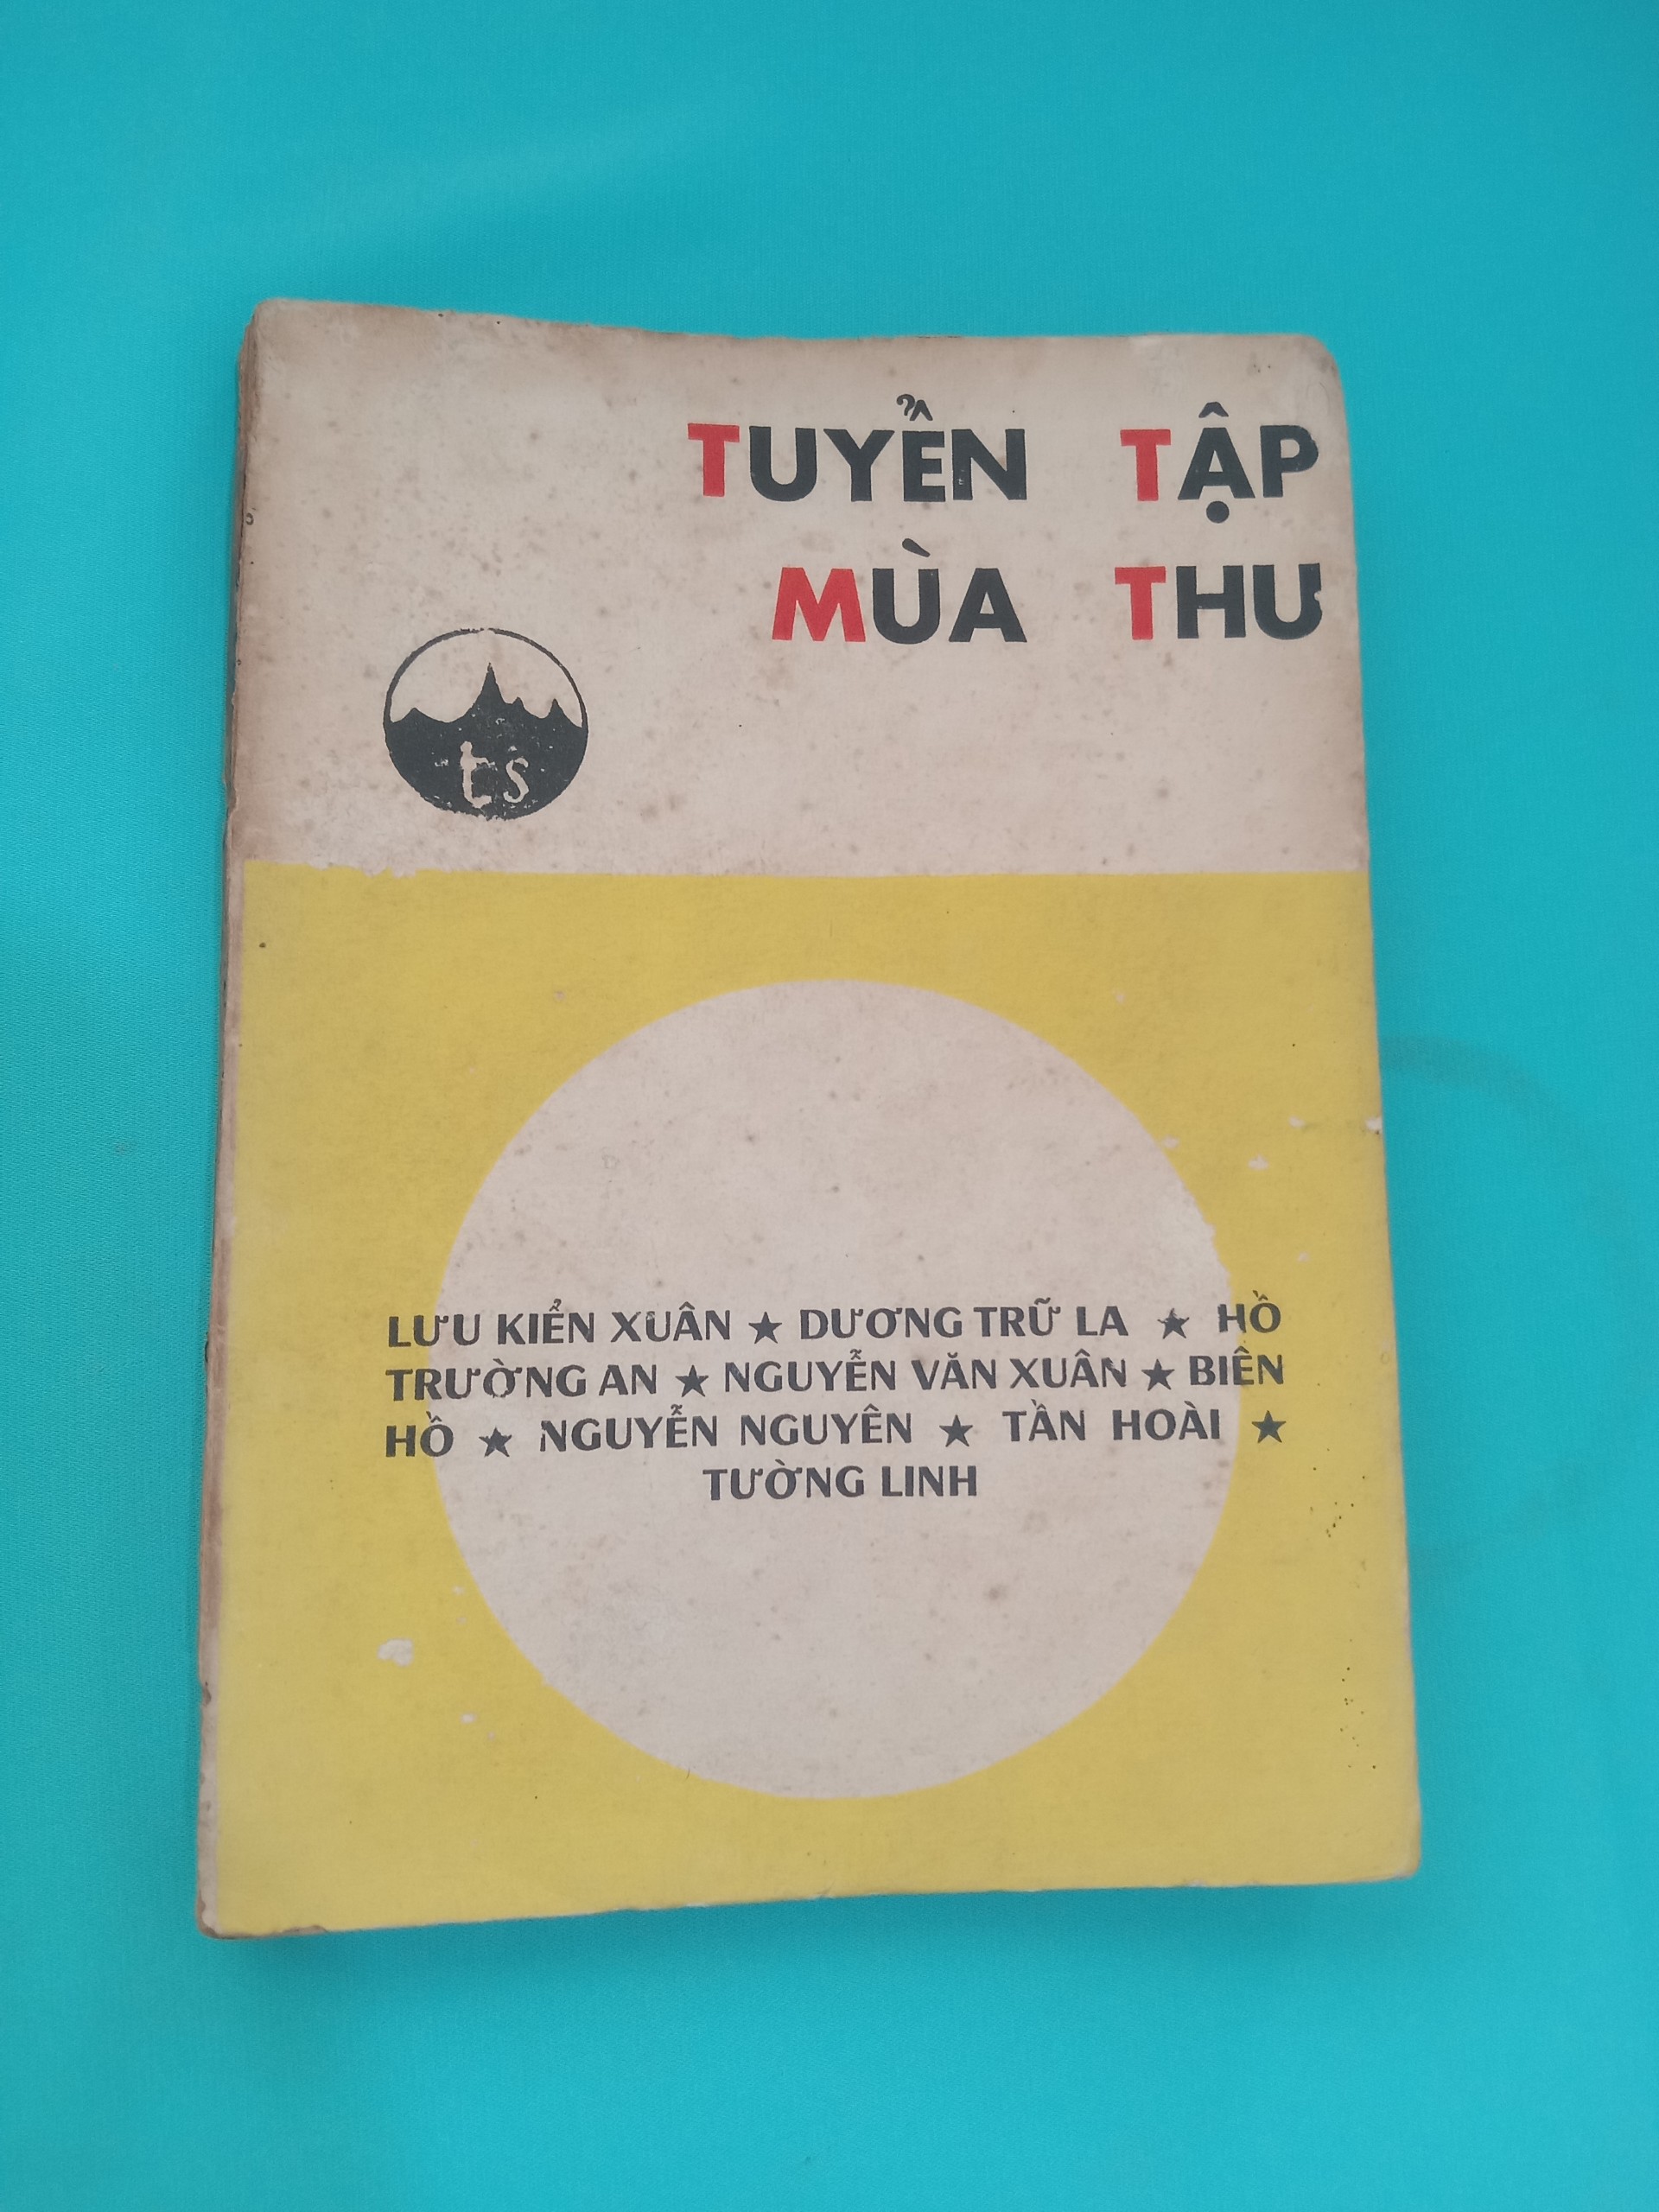 TUYỂN TẬP
MÙA THƯ
ts
LƯU KIỂN XUÂN ★ DƯƠNG TRỮ LA ★ HỒ
TRƯỜNG AN ★ NGUYỄN VĂN XUÂN ★ BIÊN
HỒ ★ NGUYỄN NGUYÊN ★ TẦN HOÀI ★
TƯỜNG LINH